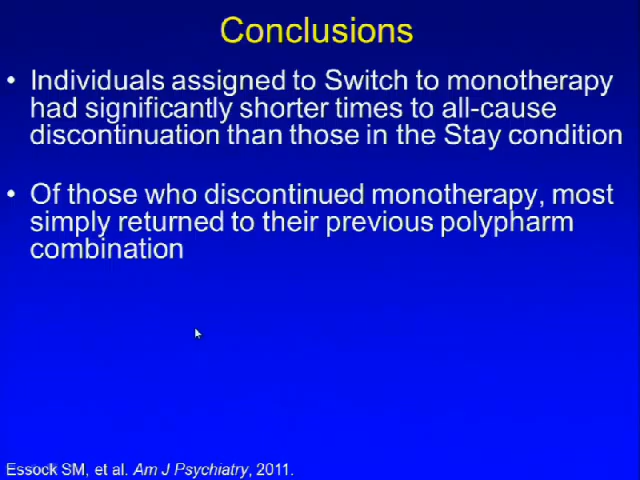 Conclusions
• Individuals assigned to Switch to monotherapy
had significantly shorter times to all-cause
discontinuation than those in the Stay condition
• Of those who discontinued monotherapy, most
simply returned to their previous polypharm
combination
Essock SM, et al. Am J Psychiatry, 2011.